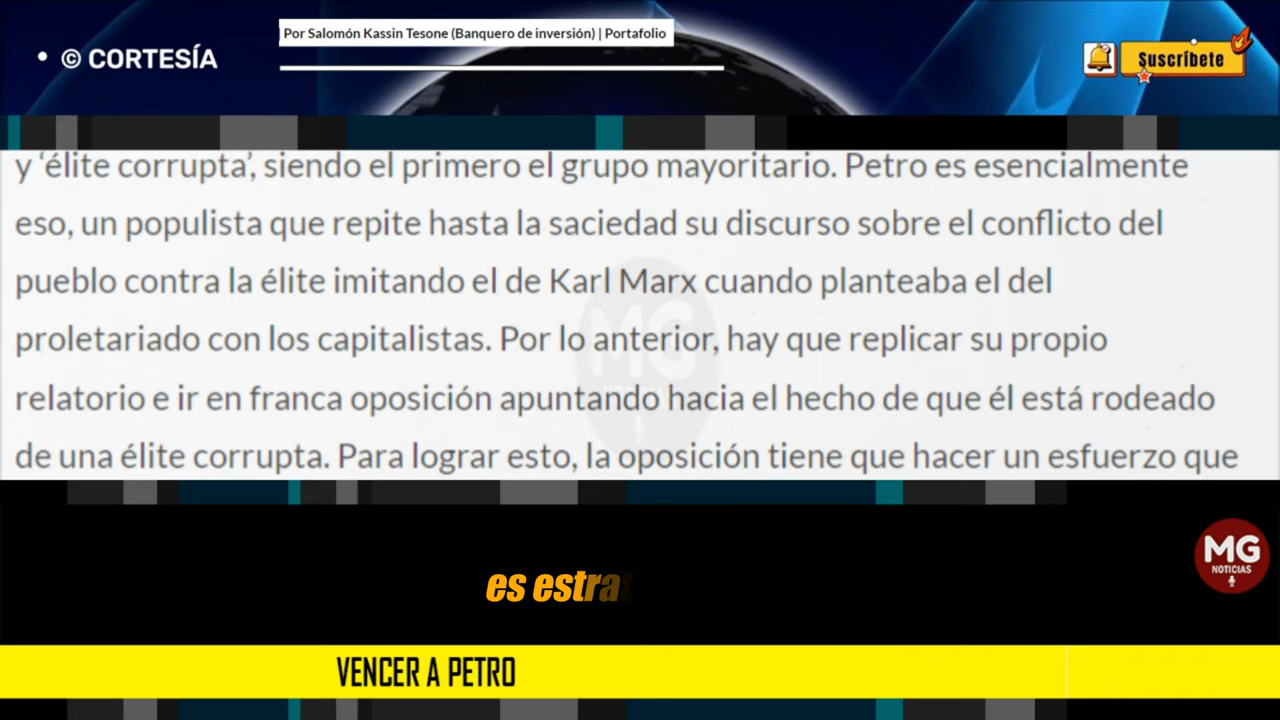 Por Salomón Kassin Tesone (Banquero de inversión) | Portafolio
• © CORTESÍA
Suscríbete
y ‘élite corrupta’, siendo el primero el grupo mayoritario. Petro es esencialmente
eso, un populista que repite hasta la saciedad su discurso sobre el conflicto del
pueblo contra la élite imitando el de Karl Marx cuando planteaba el del
proletariado con los capitalistas. Por lo anterior, hay que replicar su propio
relatorio e ir en franca oposición apuntando hacia el hecho de que él está rodeado
de una élite corrupta. Para lograr esto, la oposición tiene que hacer un esfuerzo que
MG
MG
NOTICIAS
es estrat
VENCER A PETRO